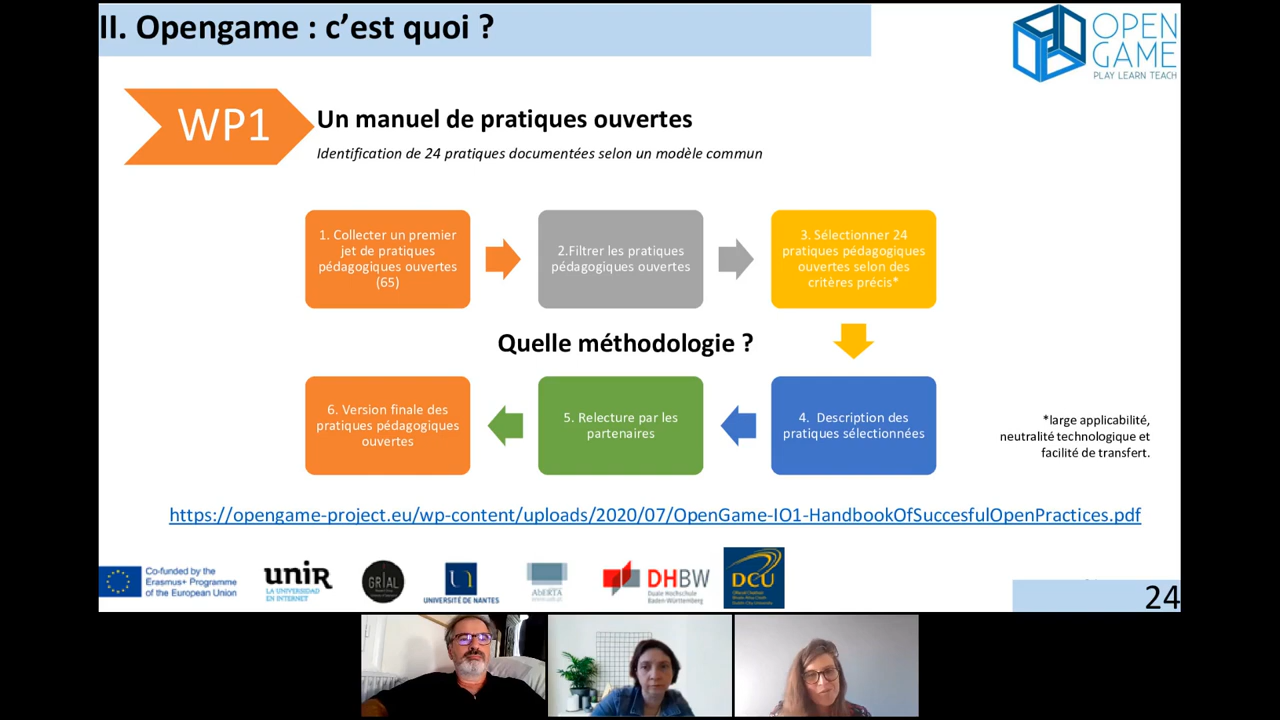 II. Opengame : c’est quoi ?
OPEN
GAME
PLAY LEARN TEACH
WP1
Un manuel de pratiques ouvertes
Identification de 24 pratiques documentées selon un modèle commun
1. Collecter un premier
jet de pratiques
pédagogiques ouvertes
(65)
2.Filtrer les pratiques
pédagogiques ouvertes
3. Sélectionner 24
pratiques pédagogiques
ouvertes selon des
critères précis*
Quelle méthodologie ?
6. Version finale des
pratiques pédagogiques
ouvertes
5. Relecture par les
partenaires
4. Description des
pratiques sélectionnées
*large applicabilité,
neutralité technologique et
facilité de transfert.
https://opengame-project.eu/wp-content/uploads/2020/07/OpenGame-IO1-HandbookOfSuccesfulOpenPractices.pdf
Co-funded by the
Erasmus+ Programme
of the European Union
unir
LA UNIVERSIDAD
EN INTERNET
GRIAL
UNIVERSITÉ DE NANTES
AbERTA
DHBW
Duale Hochschule
Baden-Württemberg
DCU
24